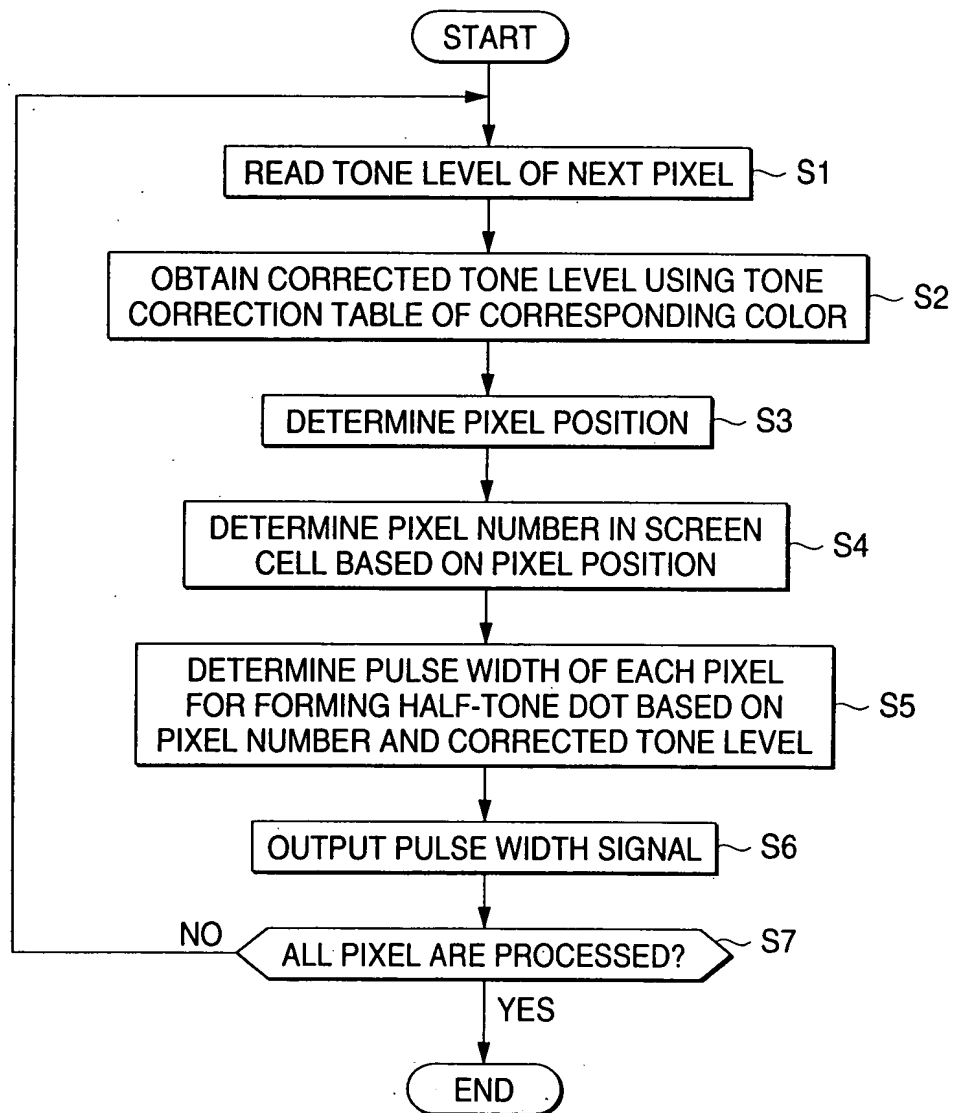 START
READ TONE LEVEL OF NEXT PIXEL
S1
OBTAIN CORRECTED TONE LEVEL USING TONE
CORRECTION TABLE OF CORRESPONDING COLOR
S2
DETERMINE PIXEL POSITION
S3
DETERMINE PIXEL NUMBER IN SCREEN
CELL BASED ON PIXEL POSITION
S4
DETERMINE PULSE WIDTH OF EACH PIXEL
FOR FORMING HALF-TONE DOT BASED ON
PIXEL NUMBER AND CORRECTED TONE LEVEL
S5
OUTPUT PULSE WIDTH SIGNAL
S6
NO
ALL PIXEL ARE PROCESSED?
S7
YES
END